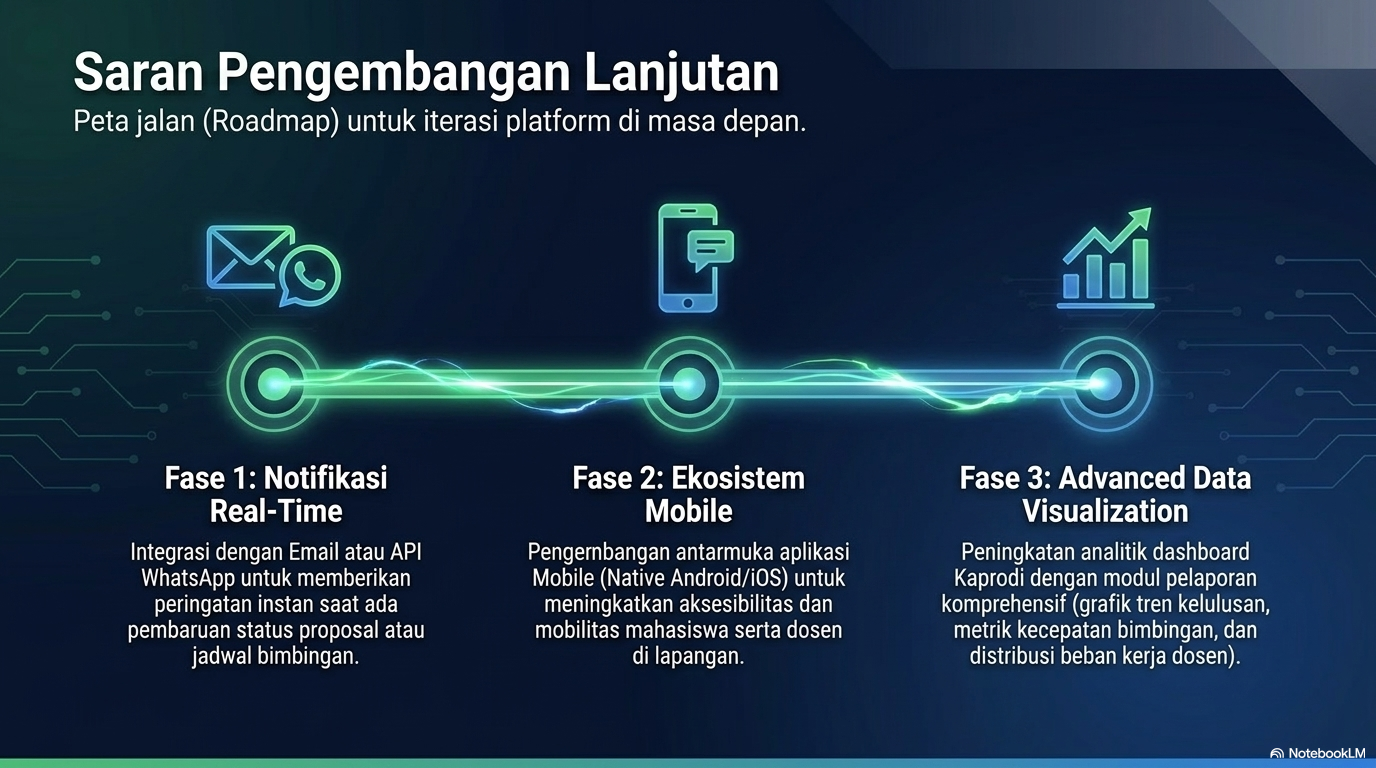 Saran Pengembangan Lanjutan
Peta jalan (Roadmap) untuk iterasi platform di masa depan.
Fase 1: Notifikasi
Real-Time
Integrasi dengan Email atau API
WhatsApp untuk memberikan
peringatan instan saat ada
pembaruan status proposal atau
jadwal bimbingan.
Fase 2: Ekosistem
Mobile
Pengernbangan antarmuka aplikasi
Mobile (Native Android/iOS) untuk
meningkatkan aksesibilitas dan
mobilitas mahasiswa serta dosen
di lapangan.
Fase 3: Advanced Data
Visualization
Peningkatan analitik dashboard
Kaprodi dengan modul pelaporan
komprehensif (grafik tren kelulusan,
metrik kecepatan bimbingan, dan
distribusi beban kerja dosen).
NotebookLM